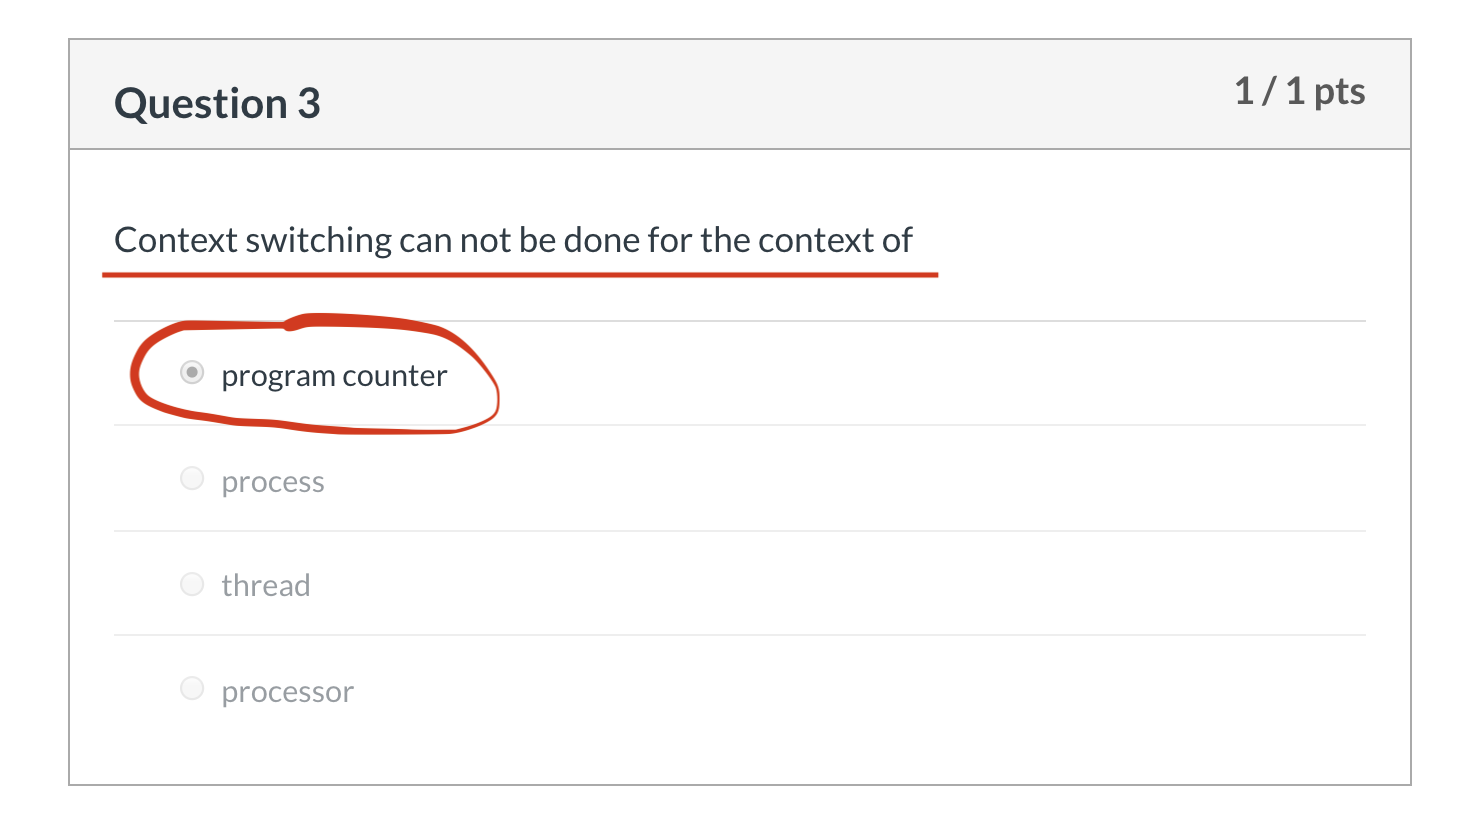 Question 3
1 / 1 pts
Context switching can not be done for the context of
program counter
process
thread
processor